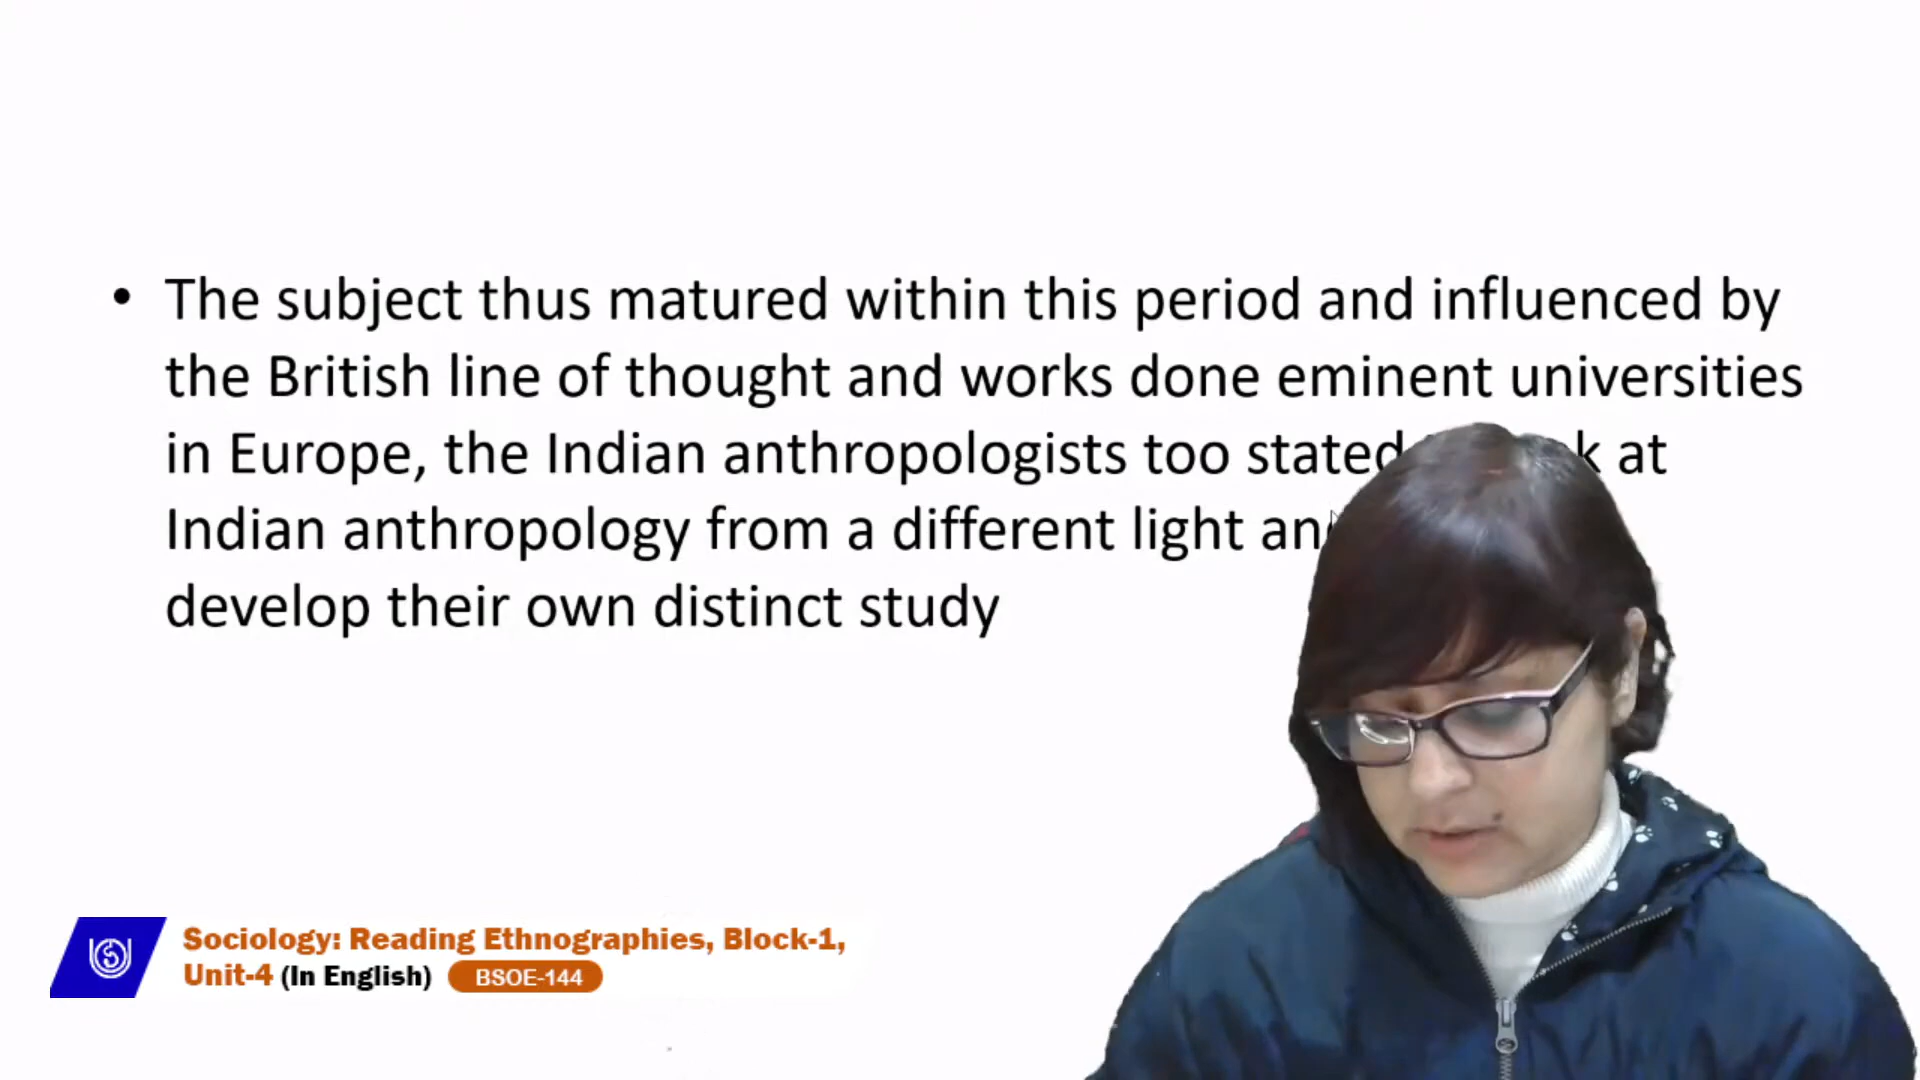 • The subject thus matured within this period and influenced by
the British line of thought and works done eminent universities
in Europe, the Indian anthropologists too stated at
Indian anthropology from a different light
develop their own distinct study
Sociology: Reading Ethnographies, Block-1,
Unit-4 (In English) BSOE-144